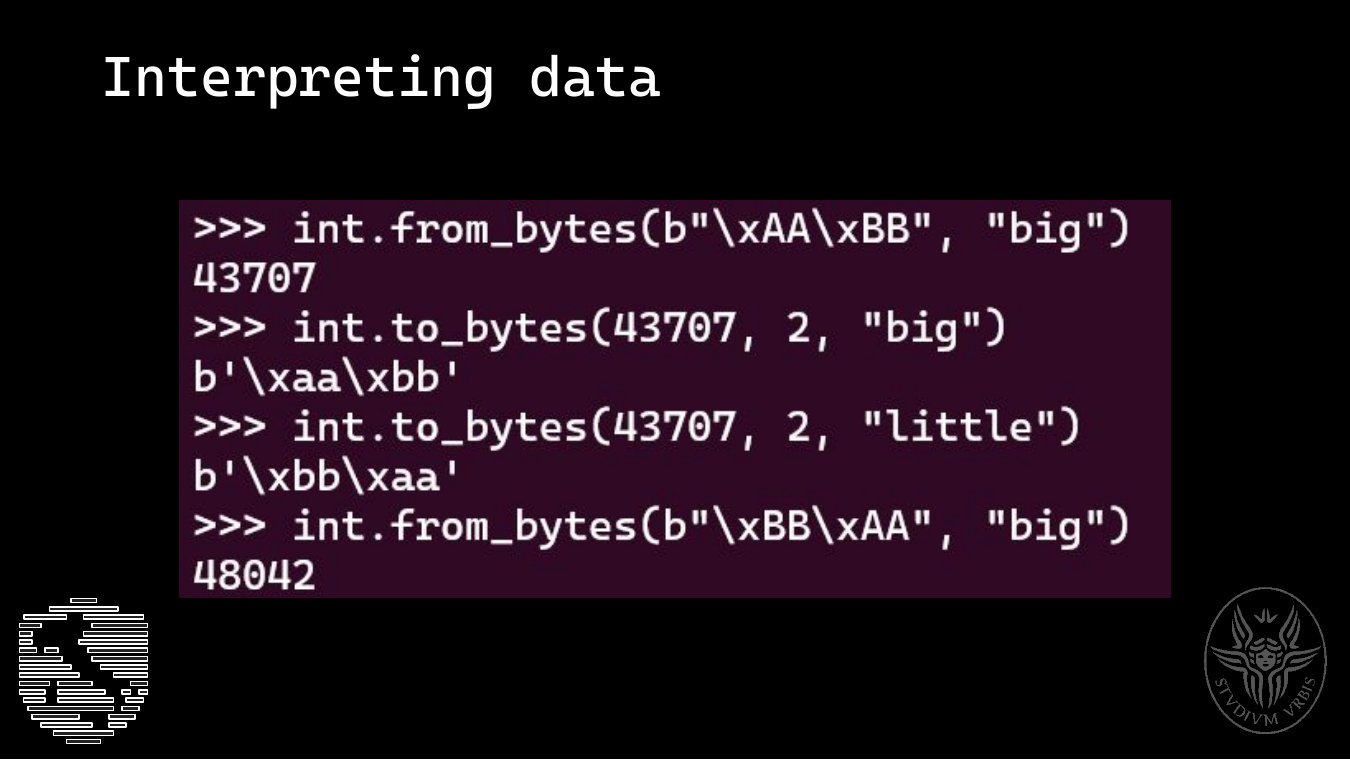 Interpreting data
>>> int.from_bytes(b"\xAA\xBB", "big")
43707
>>> int.to_bytes(43707, 2, "big")
b'\xaa\xbb'
>>> int.to_bytes(43707, 2, "little")
b'\xbb\xaa'
>>> int.from_bytes(b"\xBB\xAA", "big")
48042
STVDIVM VRBIS